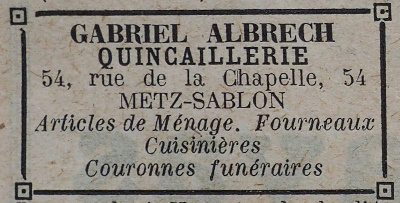 GABRIEL ALBRECH
QUINCAILLERIE
54, rue de la Chapelle, 54
METZ-SABLON
Articles de Ménage. Fourneaux
Cuisinières
Couronnes funéraires